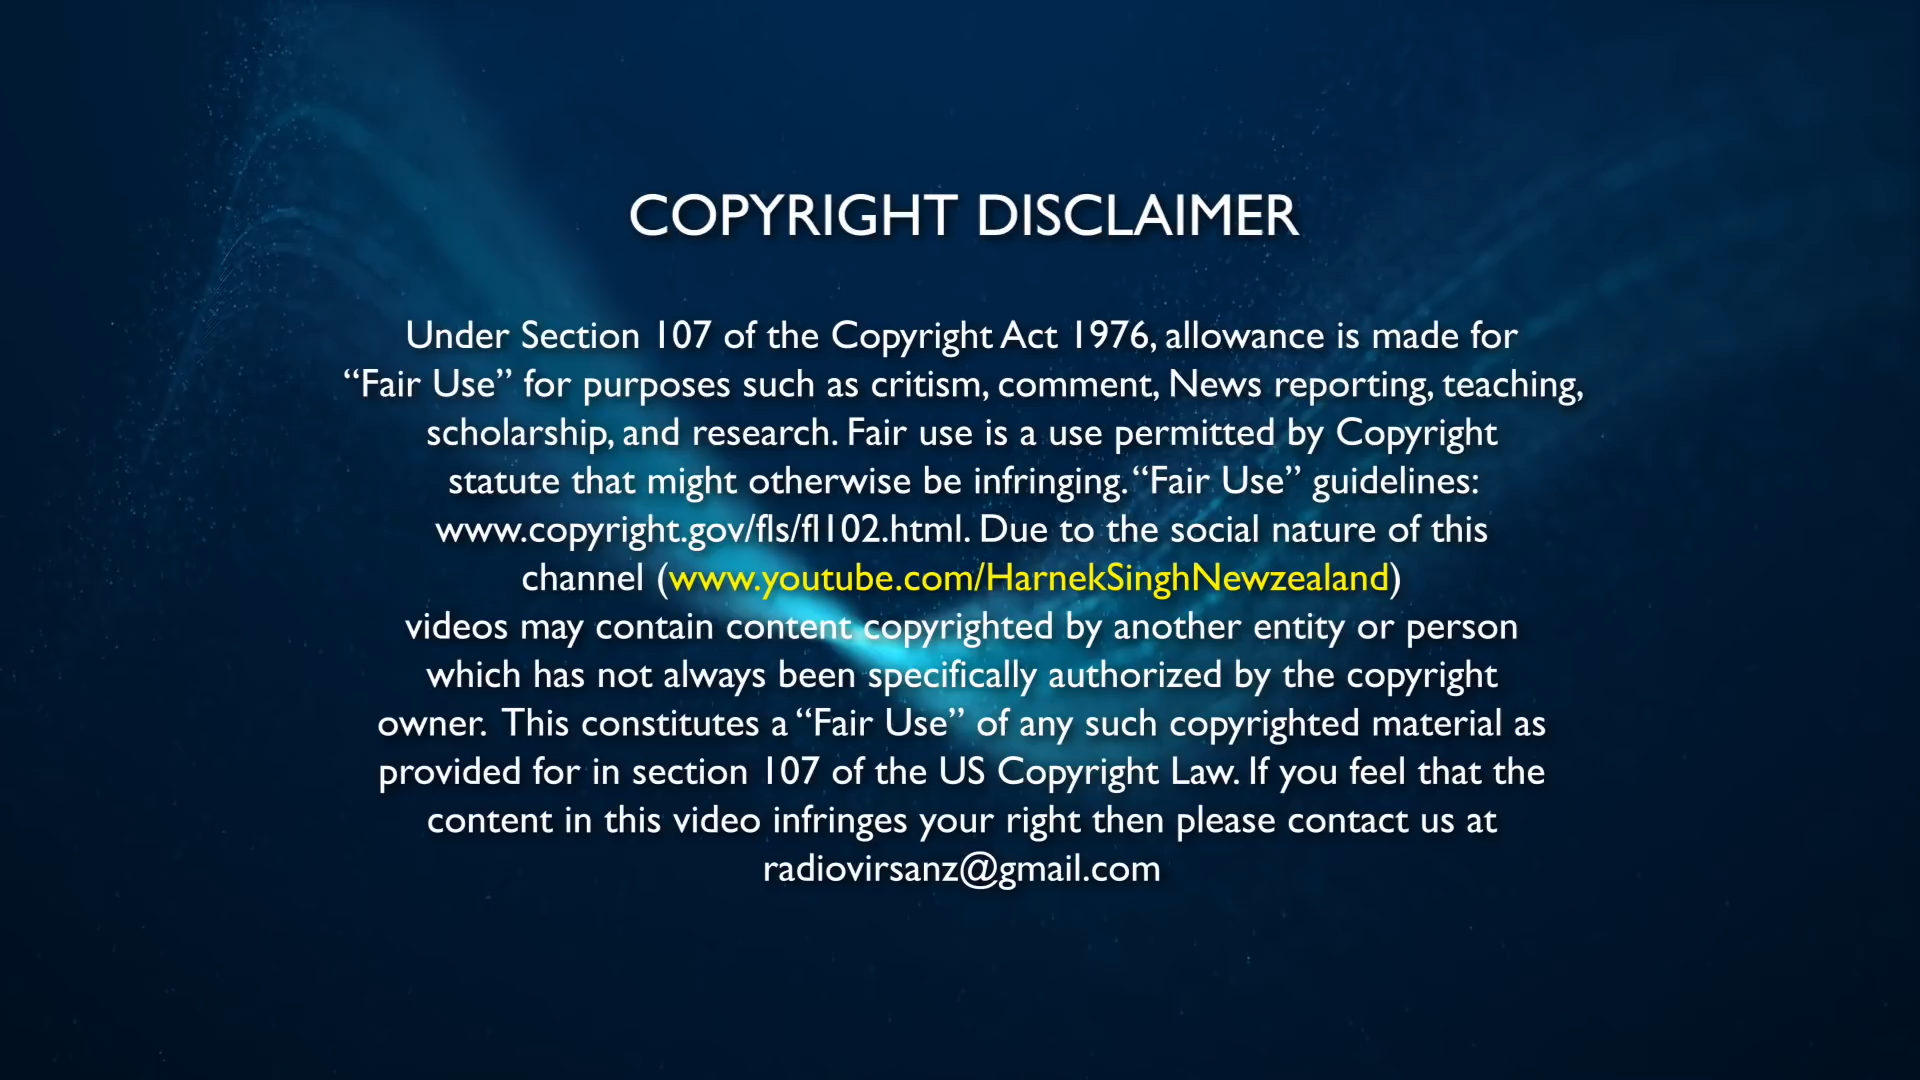 COPYRIGHT DISCLAIMER
Under Section 107 of the Copyright Act 1976, allowance is made for
“Fair Use” for purposes such as critism, comment, News reporting, teaching,
scholarship, and research. Fair use is a use permitted by Copyright
statute that might otherwise be infringing. “Fair Use” guidelines:
www.copyright.gov/fls/fl102.html. Due to the social nature of this
channel (www.youtube.com/HarnekSinghNewzealand)
videos may contain content copyrighted by another entity or person
which has not always been specifically authorized by the copyright
owner. This constitutes a “Fair Use” of any such copyrighted material as
provided for in section 107 of the US Copyright Law. If you feel that the
content in this video infringes your right then please contact us at
radiovirsanz@gmail.com